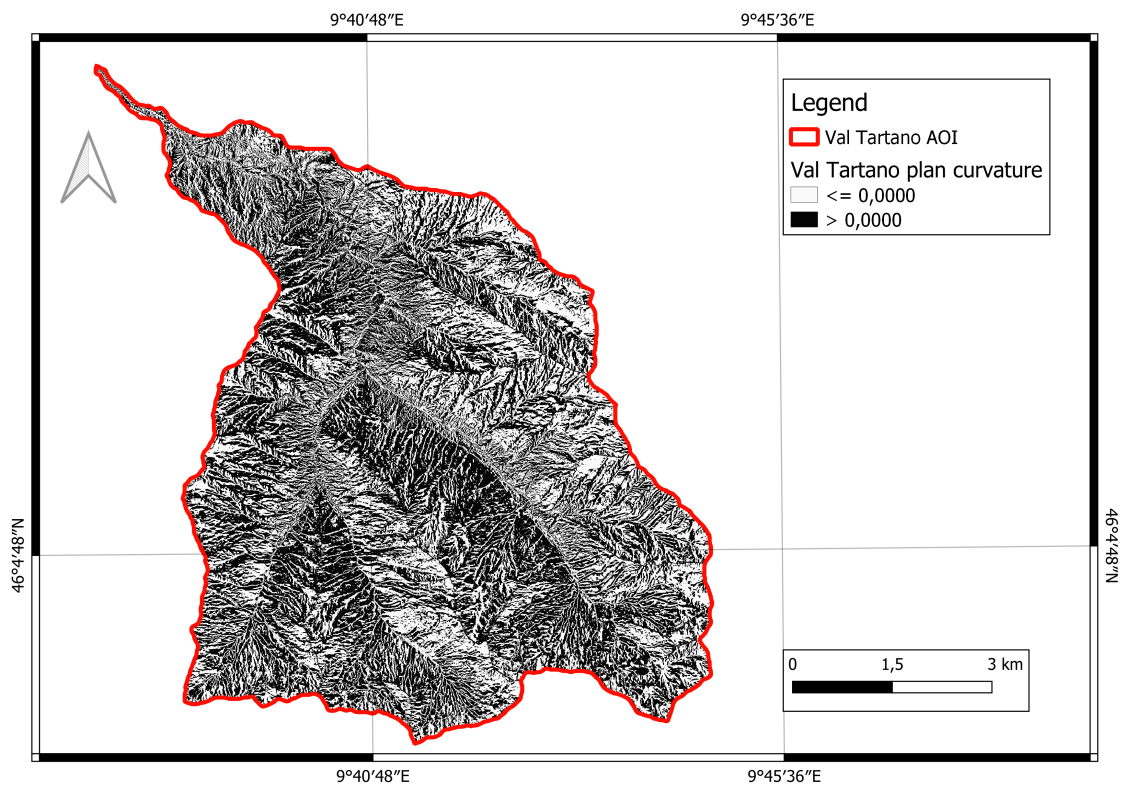 9°40′48″E
9°45′36″E
Legend
Val Tartano AOI
Val Tartano plan curvature
<= 0,0000
> 0,0000
46°4′48″N
46°4′48″N
0 1,5 3 km
9°40′48″E
9°45′36″E